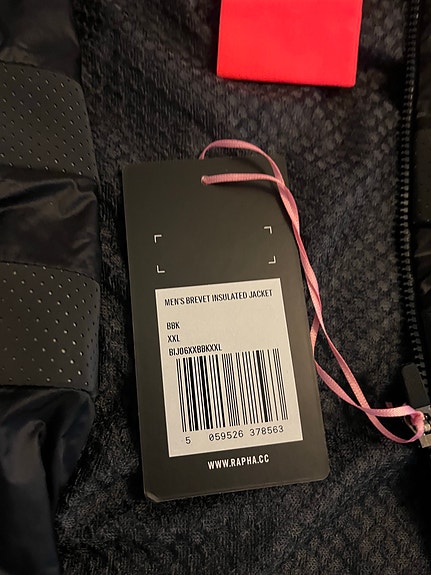 MEN'S BREVET INSULATED JACKET
BBK
XXL
BIJ06XXBBKXXL
5 059526 378563
WWW.RAPHA.CC